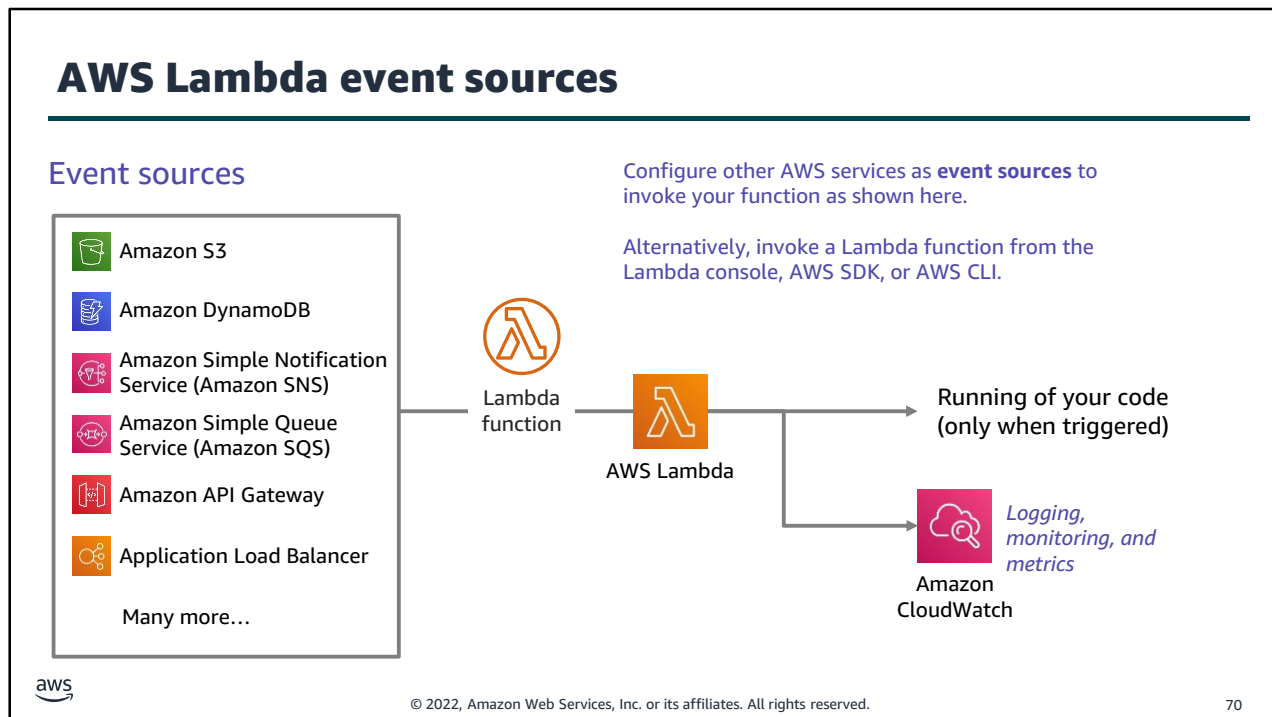 AWS Lambda event sources
Event sources
Configure other AWS services as event sources to
invoke your function as shown here.
Alternatively, invoke a Lambda function from the
Lambda console, AWS SDK, or AWS CLI.
Amazon S3
Amazon DynamoDB
Amazon Simple Notification
Service (Amazon SNS)
Amazon Simple Queue
Service (Amazon SQS)
Amazon API Gateway
Application Load Balancer
Many more…
Lambda
function
AWS Lambda
Running of your code
(only when triggered)
Logging,
monitoring, and
metrics
Amazon
CloudWatch
aws
© 2022, Amazon Web Services, Inc. or its affiliates. All rights reserved.
70